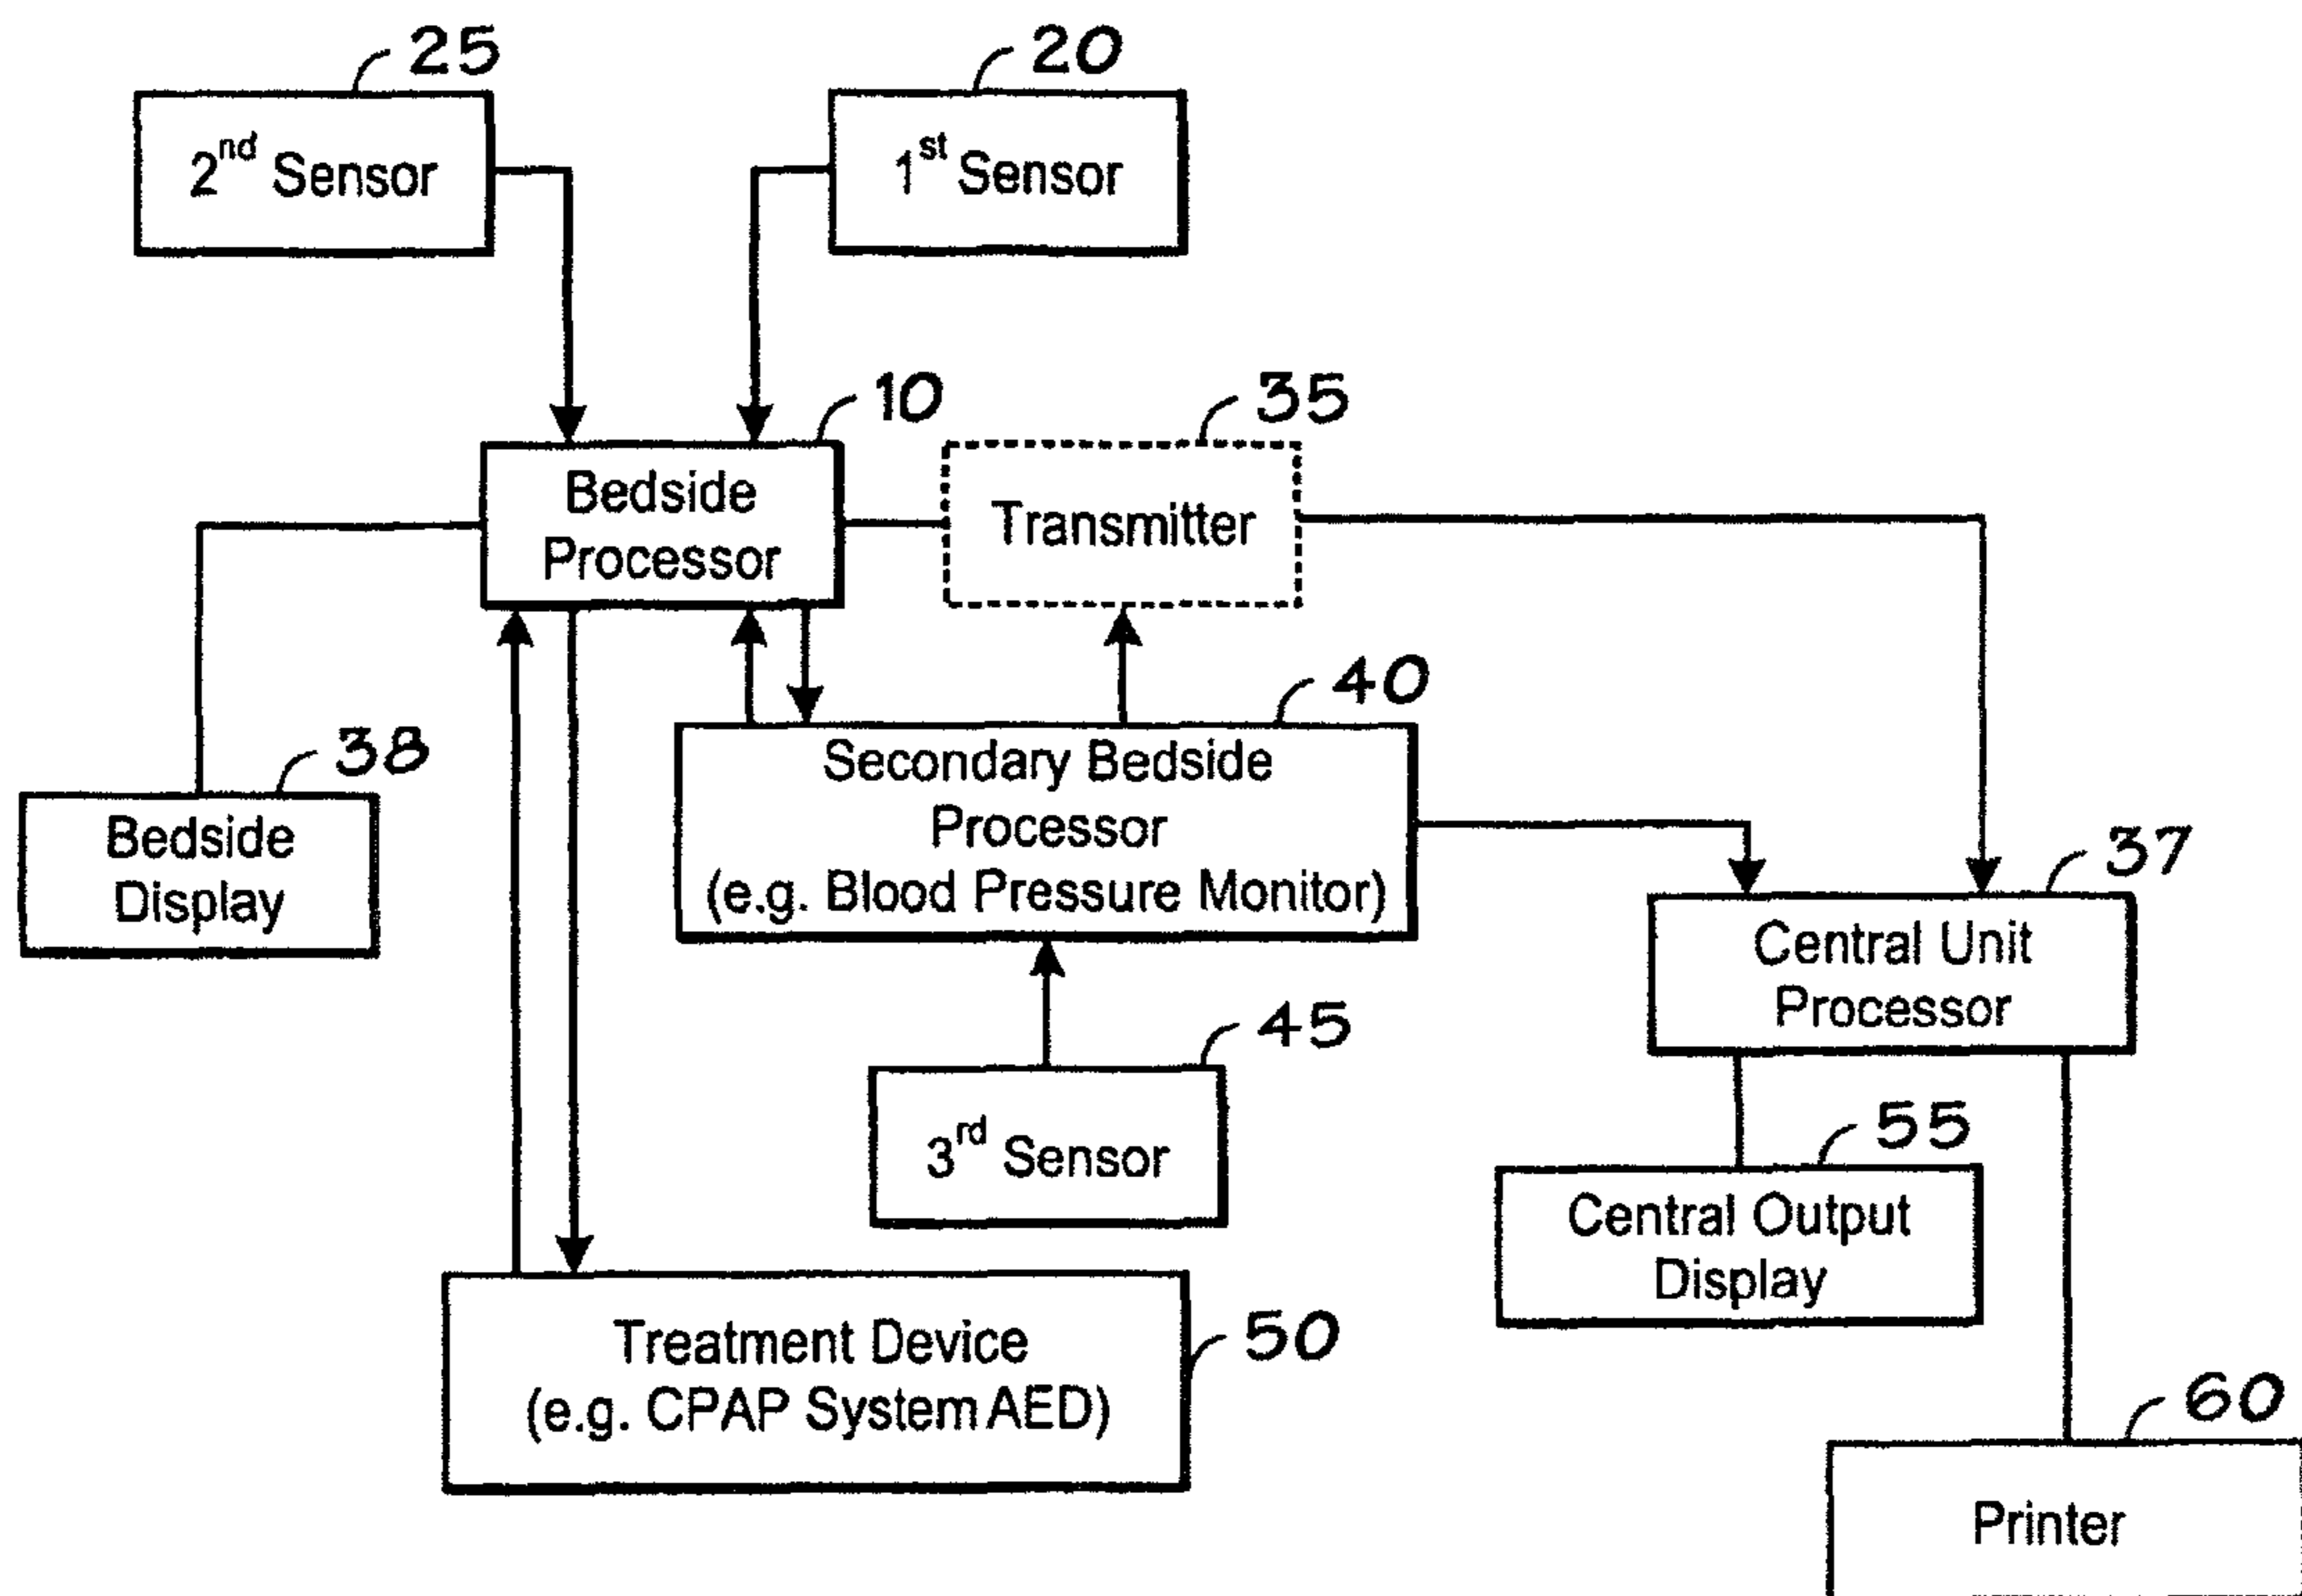 25
20
2nd Sensor
1st Sensor
10
35
Bedside
Processor
Transmitter
40
38
Secondary Bedside
Processor
(e.g. Blood Pressure Monitor)
Bedside
Display
37
Central Unit
Processor
45
3rd Sensor
55
Central Output
Display
50
Treatment Device
(e.g. CPAP System AED)
60
Printer